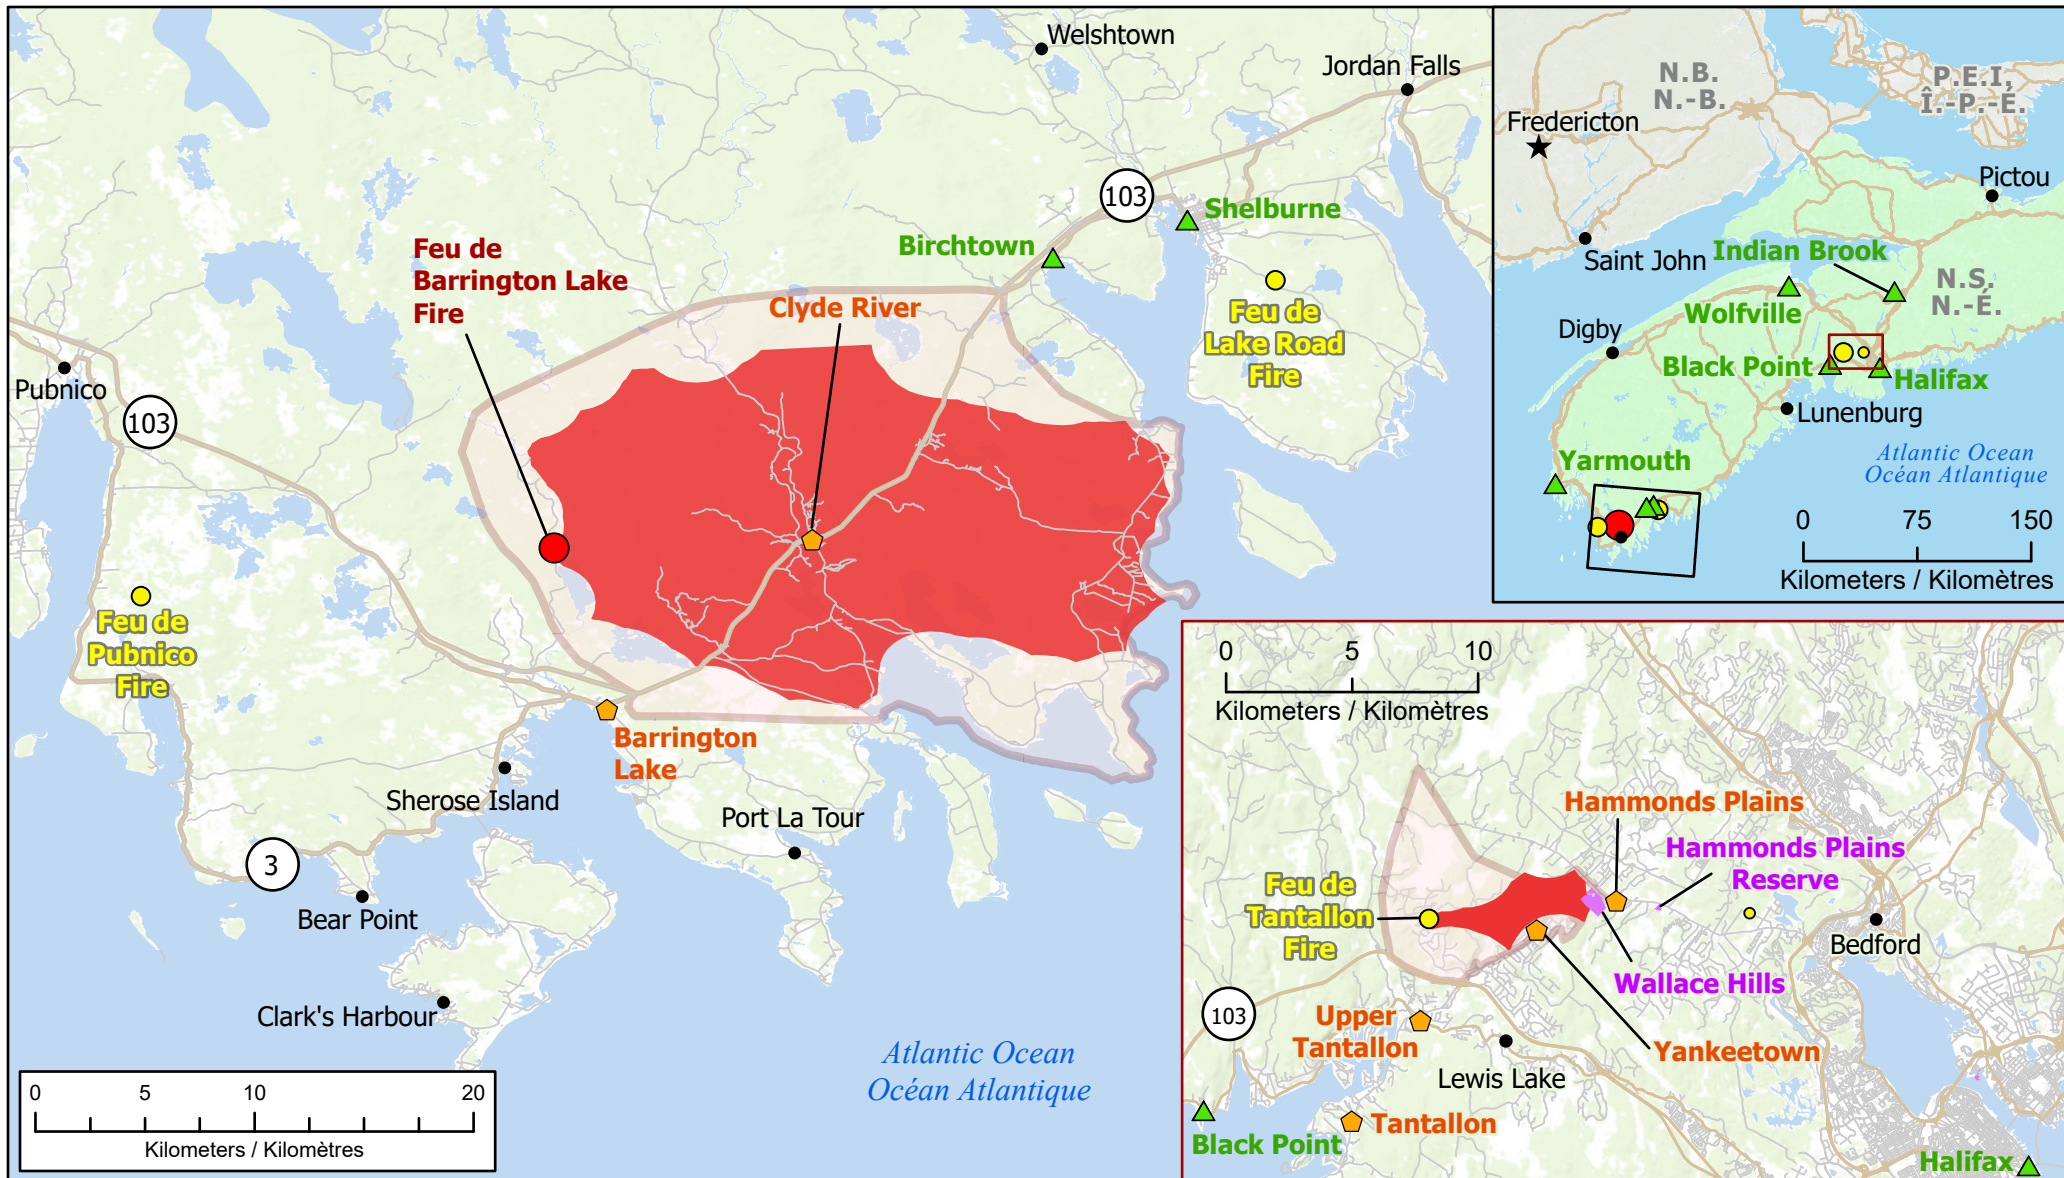 Welshtown
Jordan Falls
103
Shelburne
Birchtown
Feu de
Barrington Lake
Fire
Clyde River
Feu de
Lake Road
Fire
Pubnico
103
Feu de
Pubnico
Fire
Barrington
Lake
Sherose Island
Port La Tour
3
Bear Point
Clark's Harbour
Atlantic Ocean
Océan Atlantique
0 5 10 20
Kilometers / Kilomètres
N.B.
N.-B.
P.E.I,
Î.-P.-É.
Fredericton
Pictou
Saint John
Indian Brook
N.S.
N.-É.
Wolfville
Digby
Black Point
Halifax
Lunenburg
Atlantic Ocean
Océan Atlantique
Yarmouth
0 75 150
Kilometers / Kilomètres
0 5 10
Kilometers / Kilomètres
Hammonds Plains
Hammonds Plains
Reserve
Feu de
Tantallon
Fire
Bedford
Wallace Hills
103
Upper
Tantallon
Yankeetown
Lewis Lake
Tantallon
Black Point
Halifax